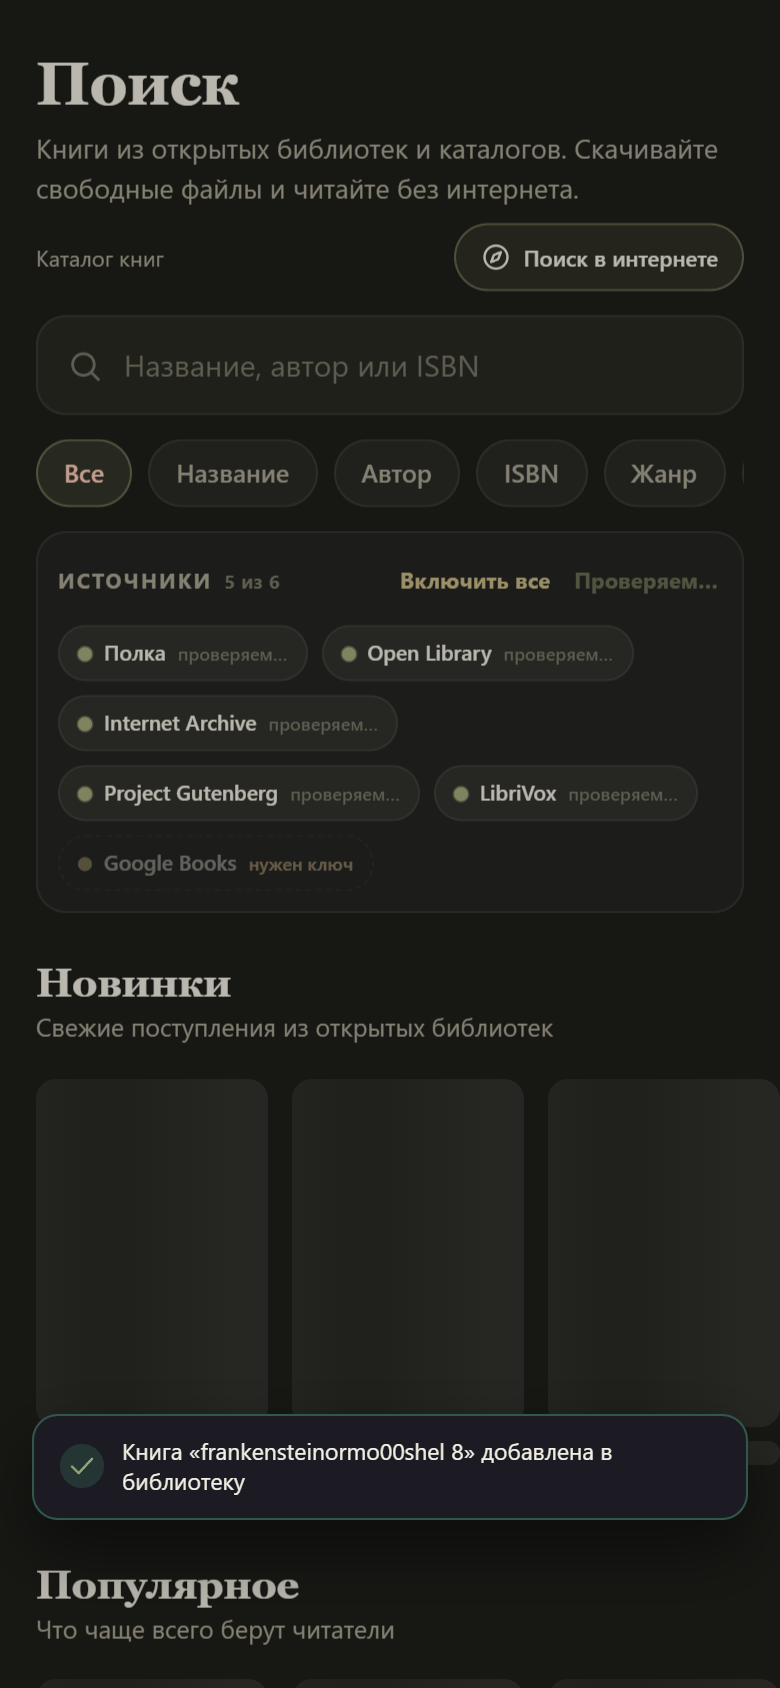 Поиск
Книги из открытых библиотек и каталогов. Скачивайте
свободные файлы и читайте без интернета.
Каталог книг
Поиск в интернете
Название, автор или ISBN
Все Название Автор ISBN Жанр
ИСТОЧНИКИ 5 из 6 Включить все Проверяем...
Полка проверяем... Open Library проверяем...
Internet Archive проверяем...
Project Gutenberg проверяем... LibriVox проверяем...
Google Books нужен ключ
Новинки
Свежие поступления из открытых библиотек
Книга «frankensteinormo00shel 8» добавлена в
библиотеку
Популярное
Что чаще всего берут читатели